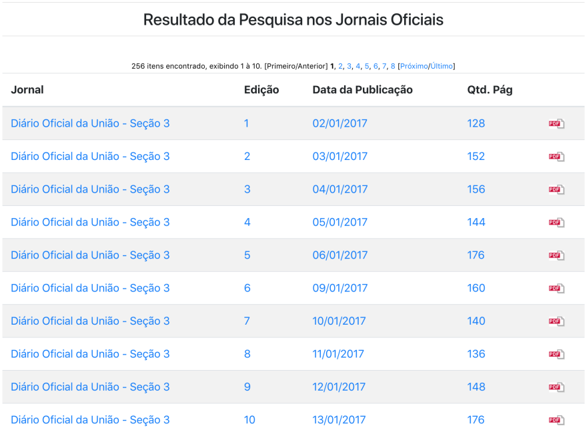 Resultado da Pesquisa nos Jornais Oficiais
256 itens encontrado, exibindo 1 à 10. [Primeiro/Anterior] 1, 2, 3, 4, 5, 6, 7, 8 [Próximo/Último]
Jornal Edição Data da Publicação Qtd. Pág
Diário Oficial da União - Seção 3 1 02/01/2017 128 PDF
Diário Oficial da União - Seção 3 2 03/01/2017 152 PDF
Diário Oficial da União - Seção 3 3 04/01/2017 156 PDF
Diário Oficial da União - Seção 3 4 05/01/2017 144 PDF
Diário Oficial da União - Seção 3 5 06/01/2017 176 PDF
Diário Oficial da União - Seção 3 6 09/01/2017 160 PDF
Diário Oficial da União - Seção 3 7 10/01/2017 140 PDF
Diário Oficial da União - Seção 3 8 11/01/2017 136 PDF
Diário Oficial da União - Seção 3 9 12/01/2017 148 PDF
Diário Oficial da União - Seção 3 10 13/01/2017 176 PDF